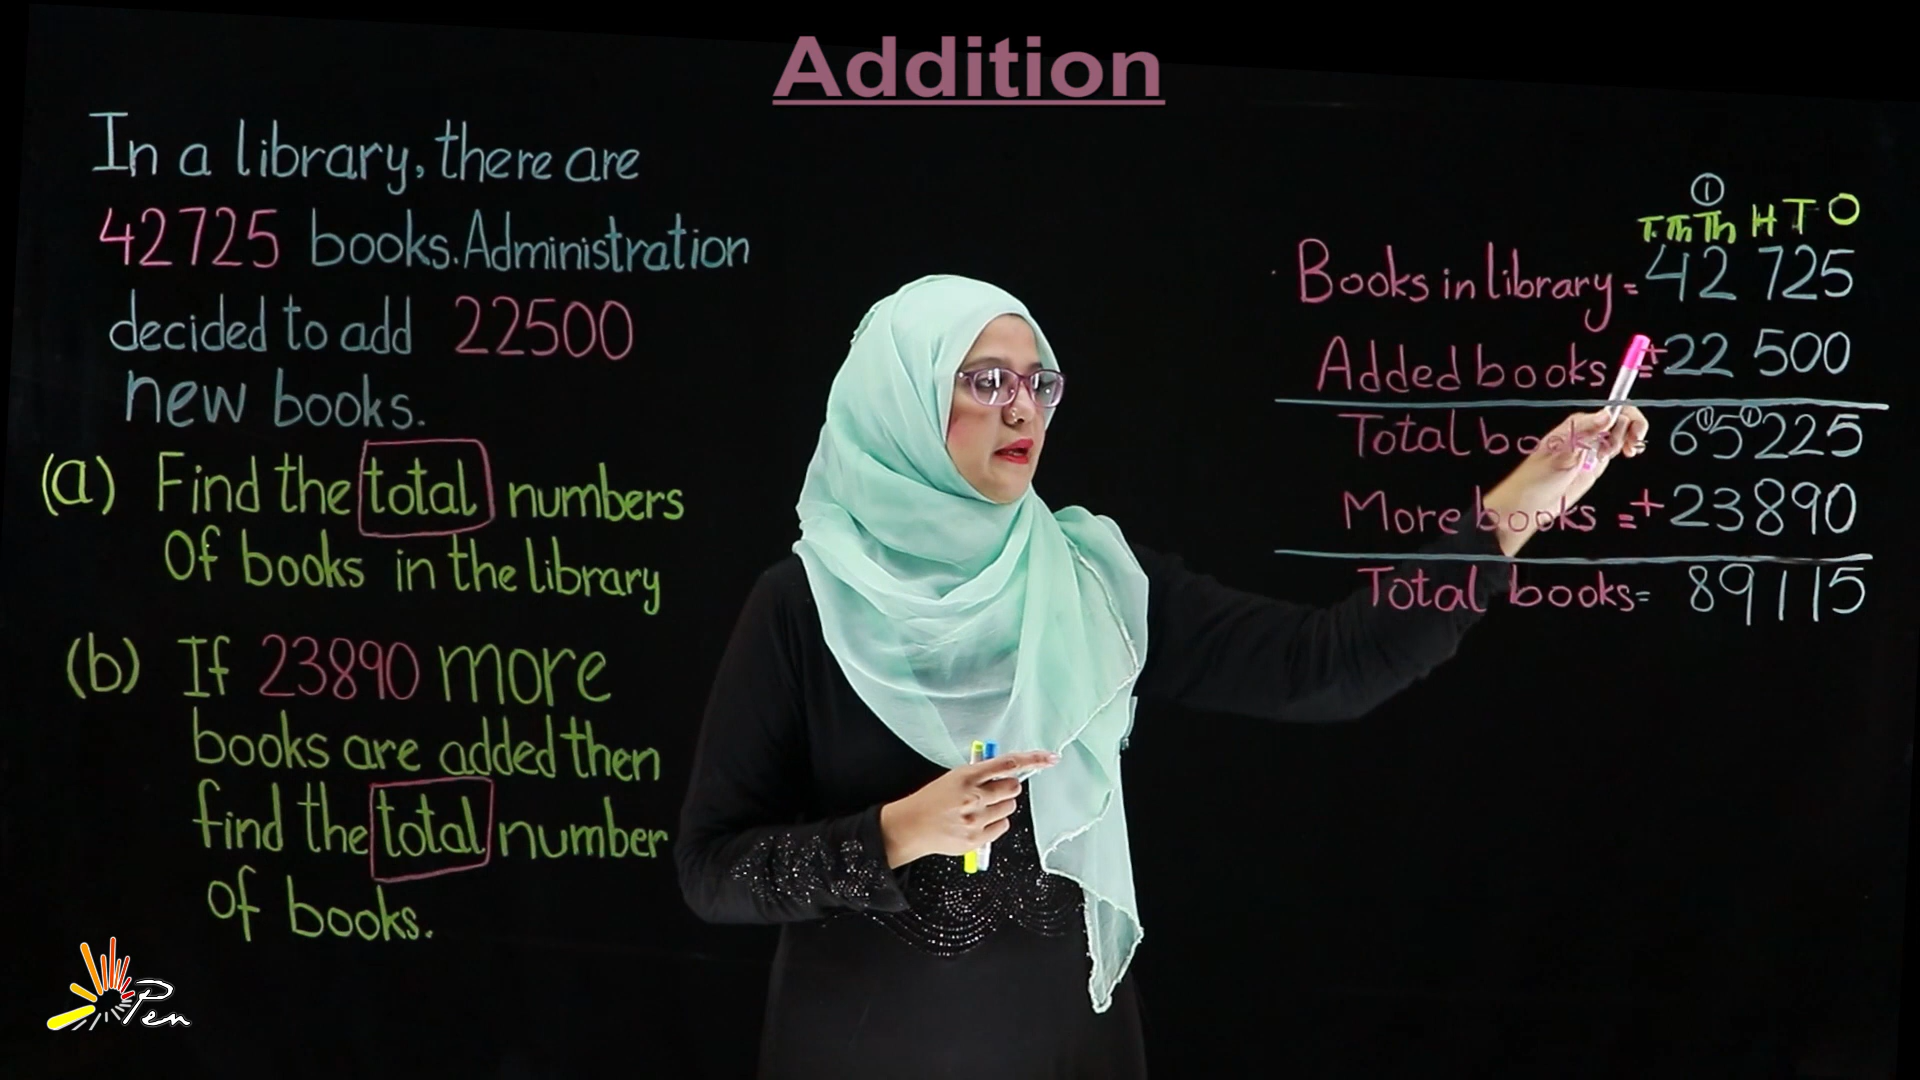 Addition
In a library, there are
42725 books. Administration
decided to add 22500
new books.
(a) Find the total numbers
Of books in the library
(b) If 23890 more
books are added then
find the total number
of books.
①
T.Th Th H T O
Books in library = 42 725
Added books = +22 500
Total books = 6①5①225
More books = +23890
Total books = 89115
Pen